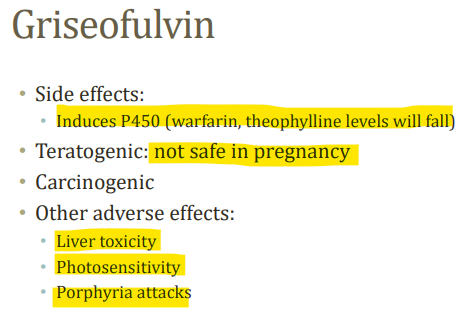 Griseofulvin
• Side effects:
• Induces P450 (warfarin, theophylline levels will fall)
• Teratogenic: not safe in pregnancy
• Carcinogenic
• Other adverse effects:
• Liver toxicity
• Photosensitivity
• Porphyria attacks